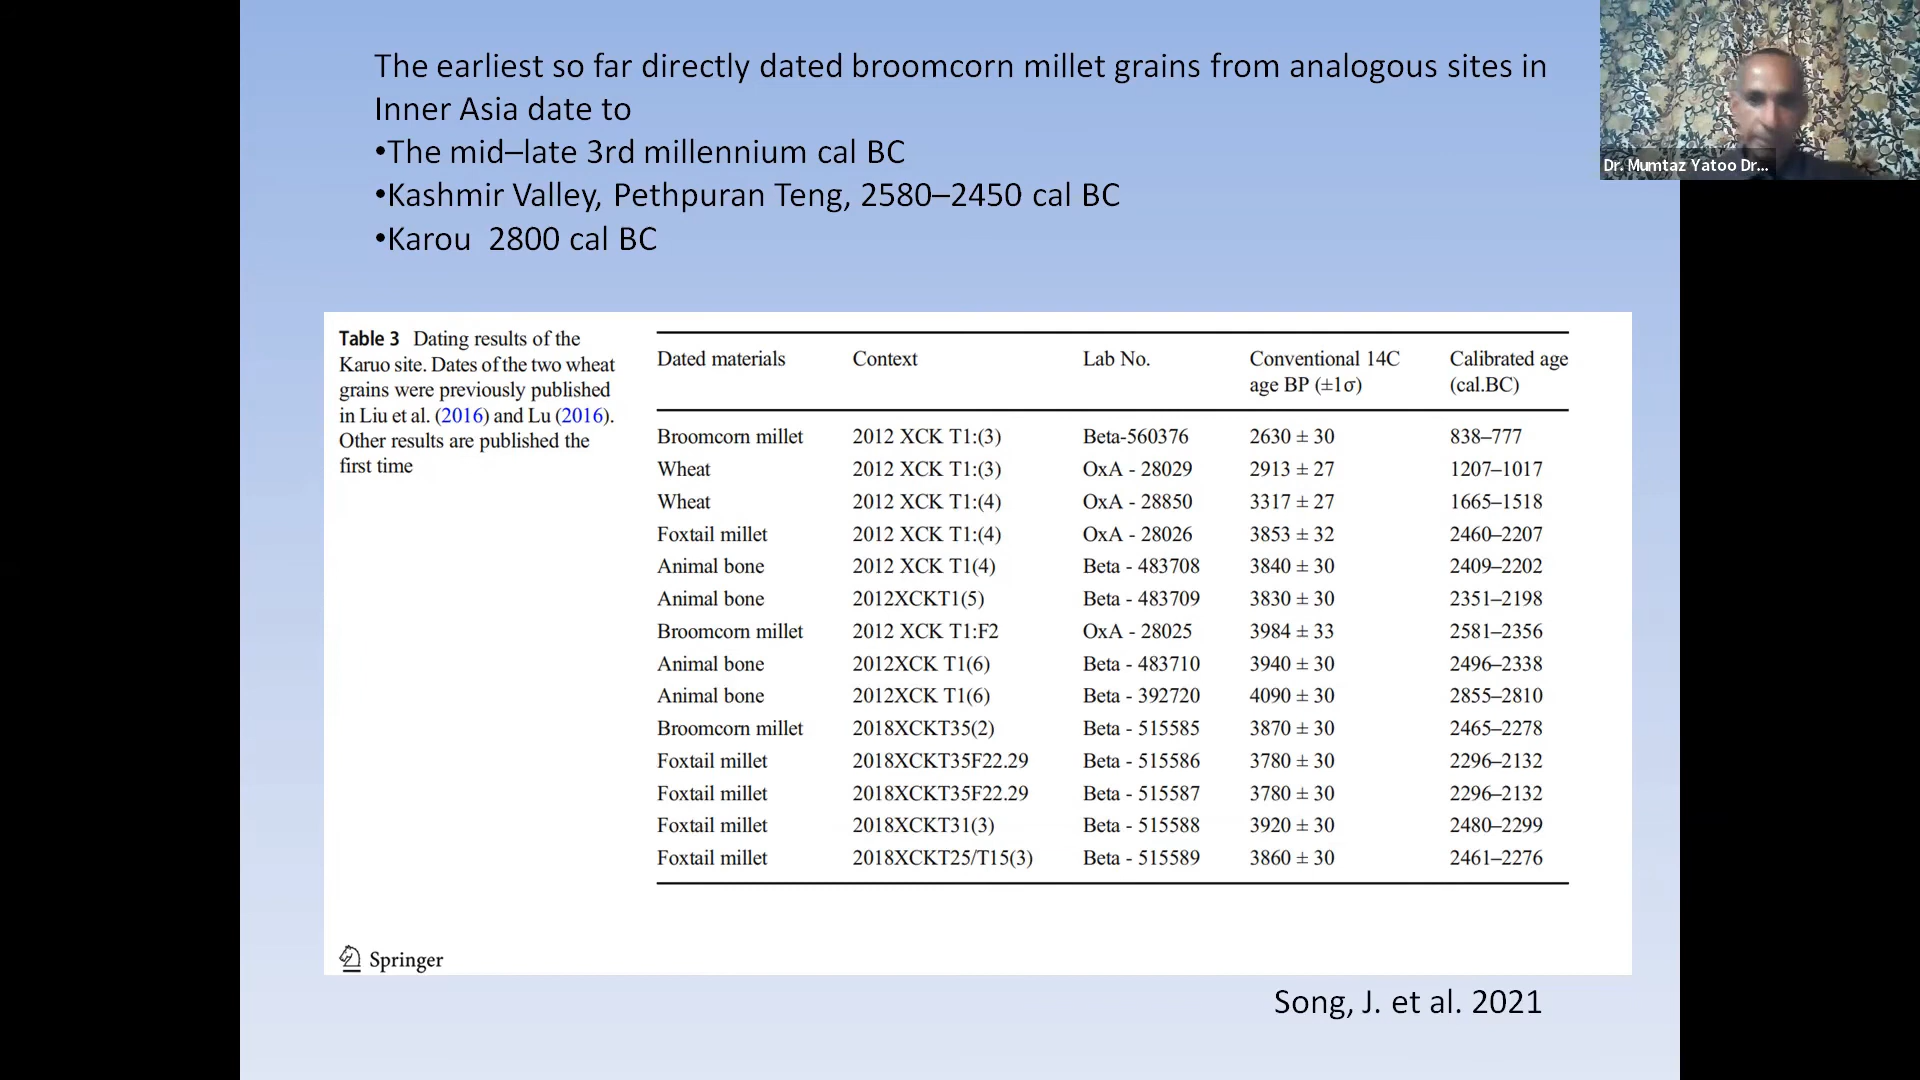 The earliest so far directly dated broomcorn millet grains from analogous sites in
Inner Asia date to
•The mid–late 3rd millennium cal BC
•Kashmir Valley, Pethpuran Teng, 2580–2450 cal BC
•Karou 2800 cal BC
Dr. Mumtaz Yatoo Dr...
Table 3 Dating results of the
Karuo site. Dates of the two wheat
grains were previously published
in Liu et al. (2016) and Lu (2016).
Other results are published the
first time
Dated materials Context Lab No. Conventional 14C age BP (±1σ) Calibrated age (cal.BC)
Broomcorn millet 2012 XCK T1:(3) Beta-560376 2630 ± 30 838–777
Wheat 2012 XCK T1:(3) OxA - 28029 2913 ± 27 1207–1017
Wheat 2012 XCK T1:(4) OxA - 28850 3317 ± 27 1665–1518
Foxtail millet 2012 XCK T1:(4) OxA - 28026 3853 ± 32 2460–2207
Animal bone 2012 XCK T1(4) Beta - 483708 3840 ± 30 2409–2202
Animal bone 2012XCKT1(5) Beta - 483709 3830 ± 30 2351–2198
Broomcorn millet 2012 XCK T1:F2 OxA - 28025 3984 ± 33 2581–2356
Animal bone 2012XCK T1(6) Beta - 483710 3940 ± 30 2496–2338
Animal bone 2012XCK T1(6) Beta - 392720 4090 ± 30 2855–2810
Broomcorn millet 2018XCKT35(2) Beta - 515585 3870 ± 30 2465–2278
Foxtail millet 2018XCKT35F22.29 Beta - 515586 3780 ± 30 2296–2132
Foxtail millet 2018XCKT35F22.29 Beta - 515587 3780 ± 30 2296–2132
Foxtail millet 2018XCKT31(3) Beta - 515588 3920 ± 30 2480–2299
Foxtail millet 2018XCKT25/T15(3) Beta - 515589 3860 ± 30 2461–2276
Springer
Song, J. et al. 2021